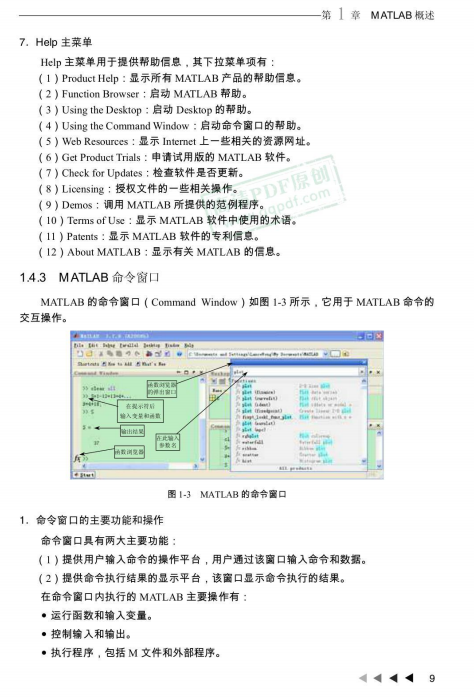 第 1 章 MATLAB 概述
7. Help 主菜单
Help 主菜单用于提供帮助信息，其下拉菜单项有：
（1）Product Help：显示所有 MATLAB 产品的帮助信息。
（2）Function Browser：启动 MATLAB 帮助。
（3）Using the Desktop：启动 Desktop 的帮助。
（4）Using the Command Window：启动命令窗口的帮助。
（5）Web Resources：显示 Internet 上一些相关的资源网址。
（6）Get Product Trials：申请试用版的 MATLAB 软件。
（7）Check for Updates：检查软件是否更新。
（8）Licensing：授权文件的一些相关操作。
（9）Demos：调用 MATLAB 所提供的范例程序。
（10）Terms of Use：显示 MATLAB 软件中使用的术语。
（11）Patents：显示 MATLAB 软件的专利信息。
（12）About MATLAB：显示有关 MATLAB 的信息。
1.4.3 MATLAB 命令窗口
MATLAB 的命令窗口（Command Window）如图 1-3 所示，它用于 MATLAB 命令的
交互操作。
File Edit Debug Parallel Desktop Window Help
Shortcuts How to Add What's New
Command Window
>> clear all
函数浏览器
的弹出窗口
在提示符后
输入变量和函数
输出结果
37
在此输入
参数名
函数浏览器
plot
functions
plot
plot (timeseries)
rgbplot
waterfall
ribbon
scatter
hist
All products
Start
图 1-3 MATLAB 的命令窗口
1. 命令窗口的主要功能和操作
命令窗口具有两大主要功能：
（1）提供用户输入命令的操作平台，用户通过该窗口输入命令和数据。
（2）提供命令执行结果的显示平台，该窗口显示命令执行的结果。
在命令窗口内执行的 MATLAB 主要操作有：
● 运行函数和输入变量。
● 控制输入和输出。
● 执行程序，包括 M 文件和外部程序。
9